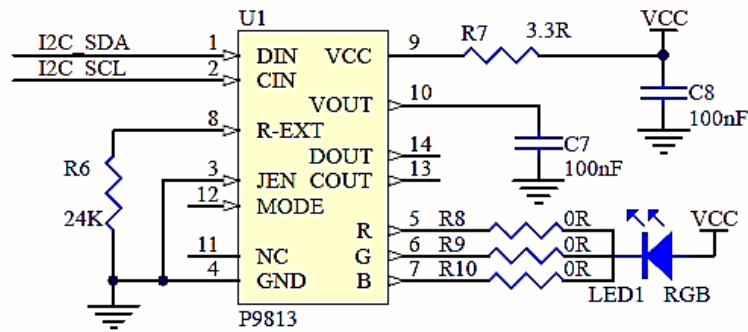 U1
VCC
I2C_SDA 1 DIN VCC 9 R7 3.3R
I2C_SCL 2 CIN
VOUT 10 C8
100nF
8 R-EXT
R6 DOUT 14 C7
3 JEN COUT 13 100nF
12 MODE
24K R 5 R8 0R VCC
11 NC G 6 R9 0R
4 GND B 7 R10 0R
LED1 RGB
P9813